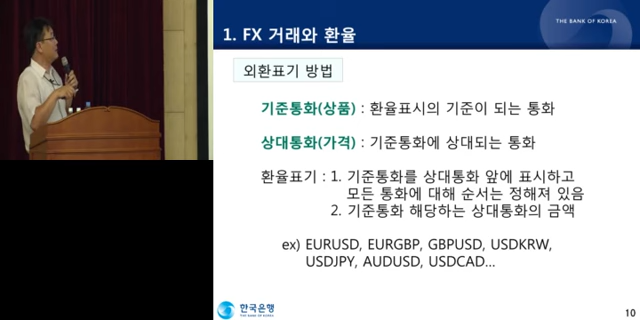 THE BANK OF KOREA
1. FX 거래와 환율
외환표기 방법
기준통화(상품) : 환율표시의 기준이 되는 통화
상대통화(가격) : 기준통화에 상대되는 통화
환율표기 : 1. 기준통화를 상대통화 앞에 표시하고
모든 통화에 대해 순서는 정해져 있음
2. 기준통화 해당하는 상대통화의 금액
ex) EURUSD, EURGBP, GBPUSD, USDKRW,
USDJPY, AUDUSD, USDCAD...
한국은행
THE BANK OF KOREA
10